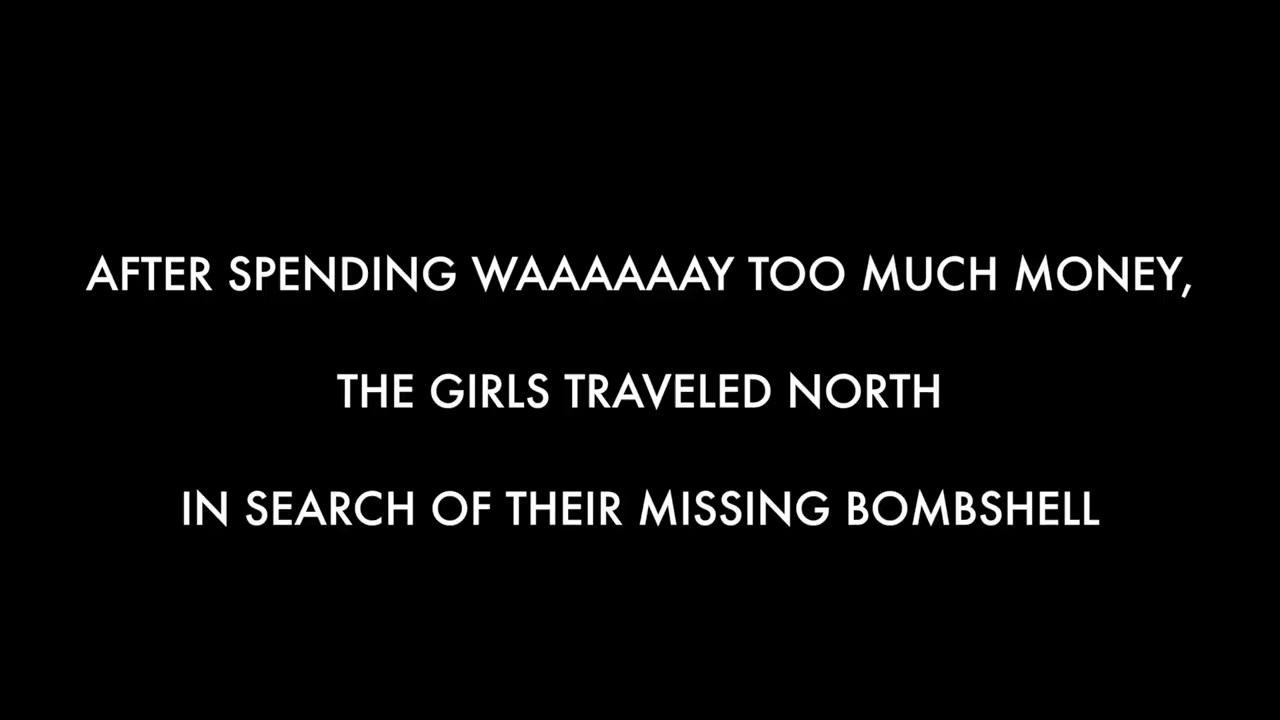 AFTER SPENDING WAAAAAAY TOO MUCH MONEY,
THE GIRLS TRAVELED NORTH
IN SEARCH OF THEIR MISSING BOMBSHELL